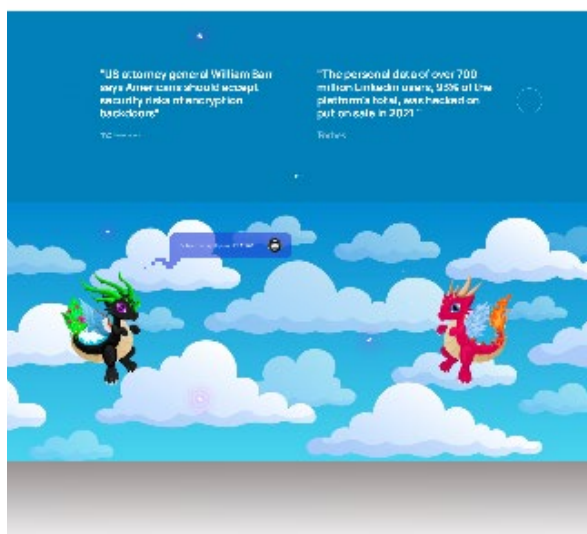 "US attorney general William Barr
says Americans should accept
security risks of encryption
backdoors"
"The personal data of over 700
million Linkedin users, 93% of the
platform's total, was hacked an
put on sale in 2021."
Forbes